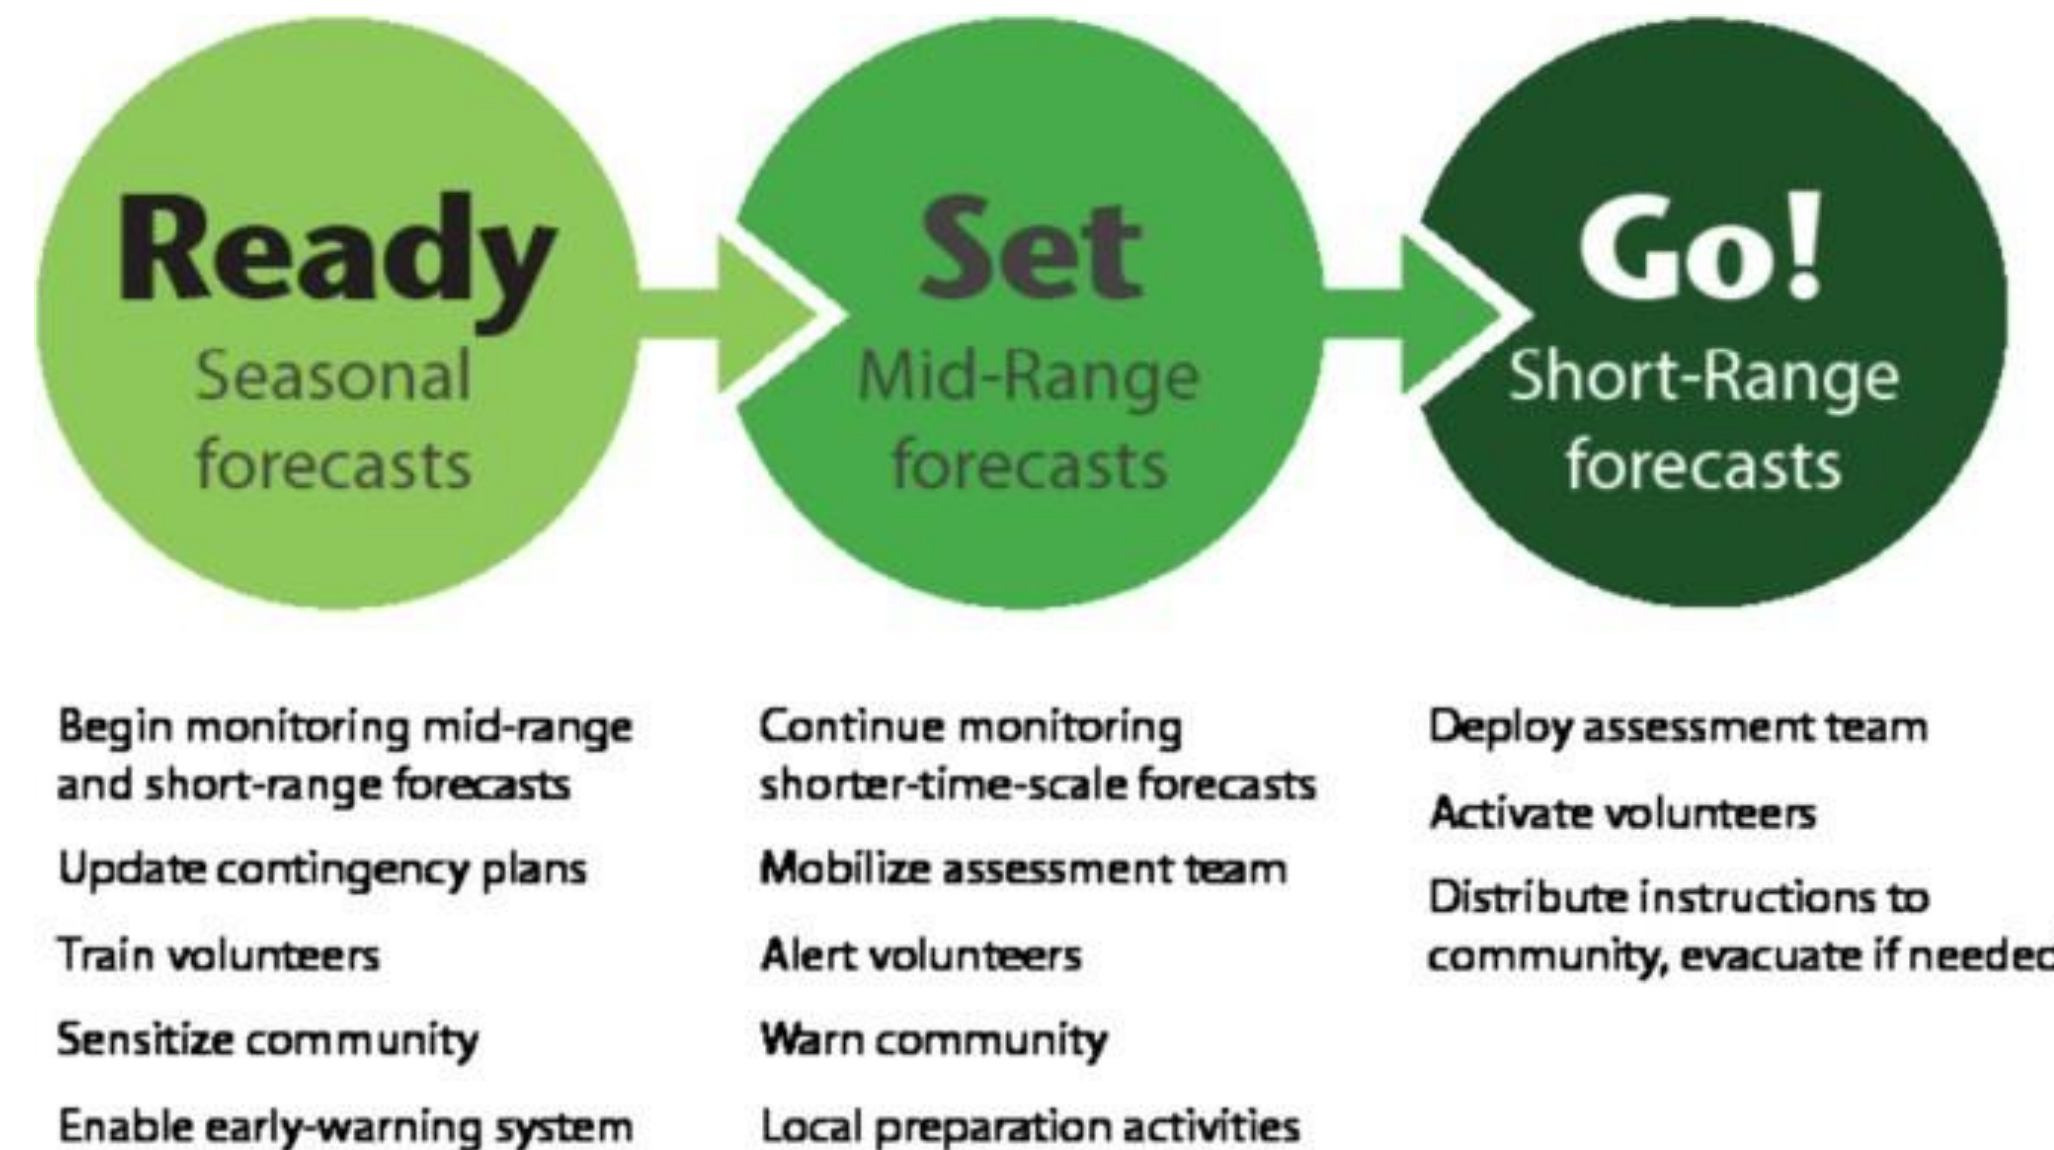 Ready
Seasonal
forecasts
Set
Mid-Range
forecasts
Go!
Short-Range
forecasts
Begin monitoring mid-range
and short-range forecasts
Update contingency plans
Train volunteers
Sensitize community
Enable early-warning system
Continue monitoring
shorter-time-scale forecasts
Mobilize assessment team
Alert volunteers
Warn community
Local preparation activities
Deploy assessment team
Activate volunteers
Distribute instructions to
community, evacuate if needed